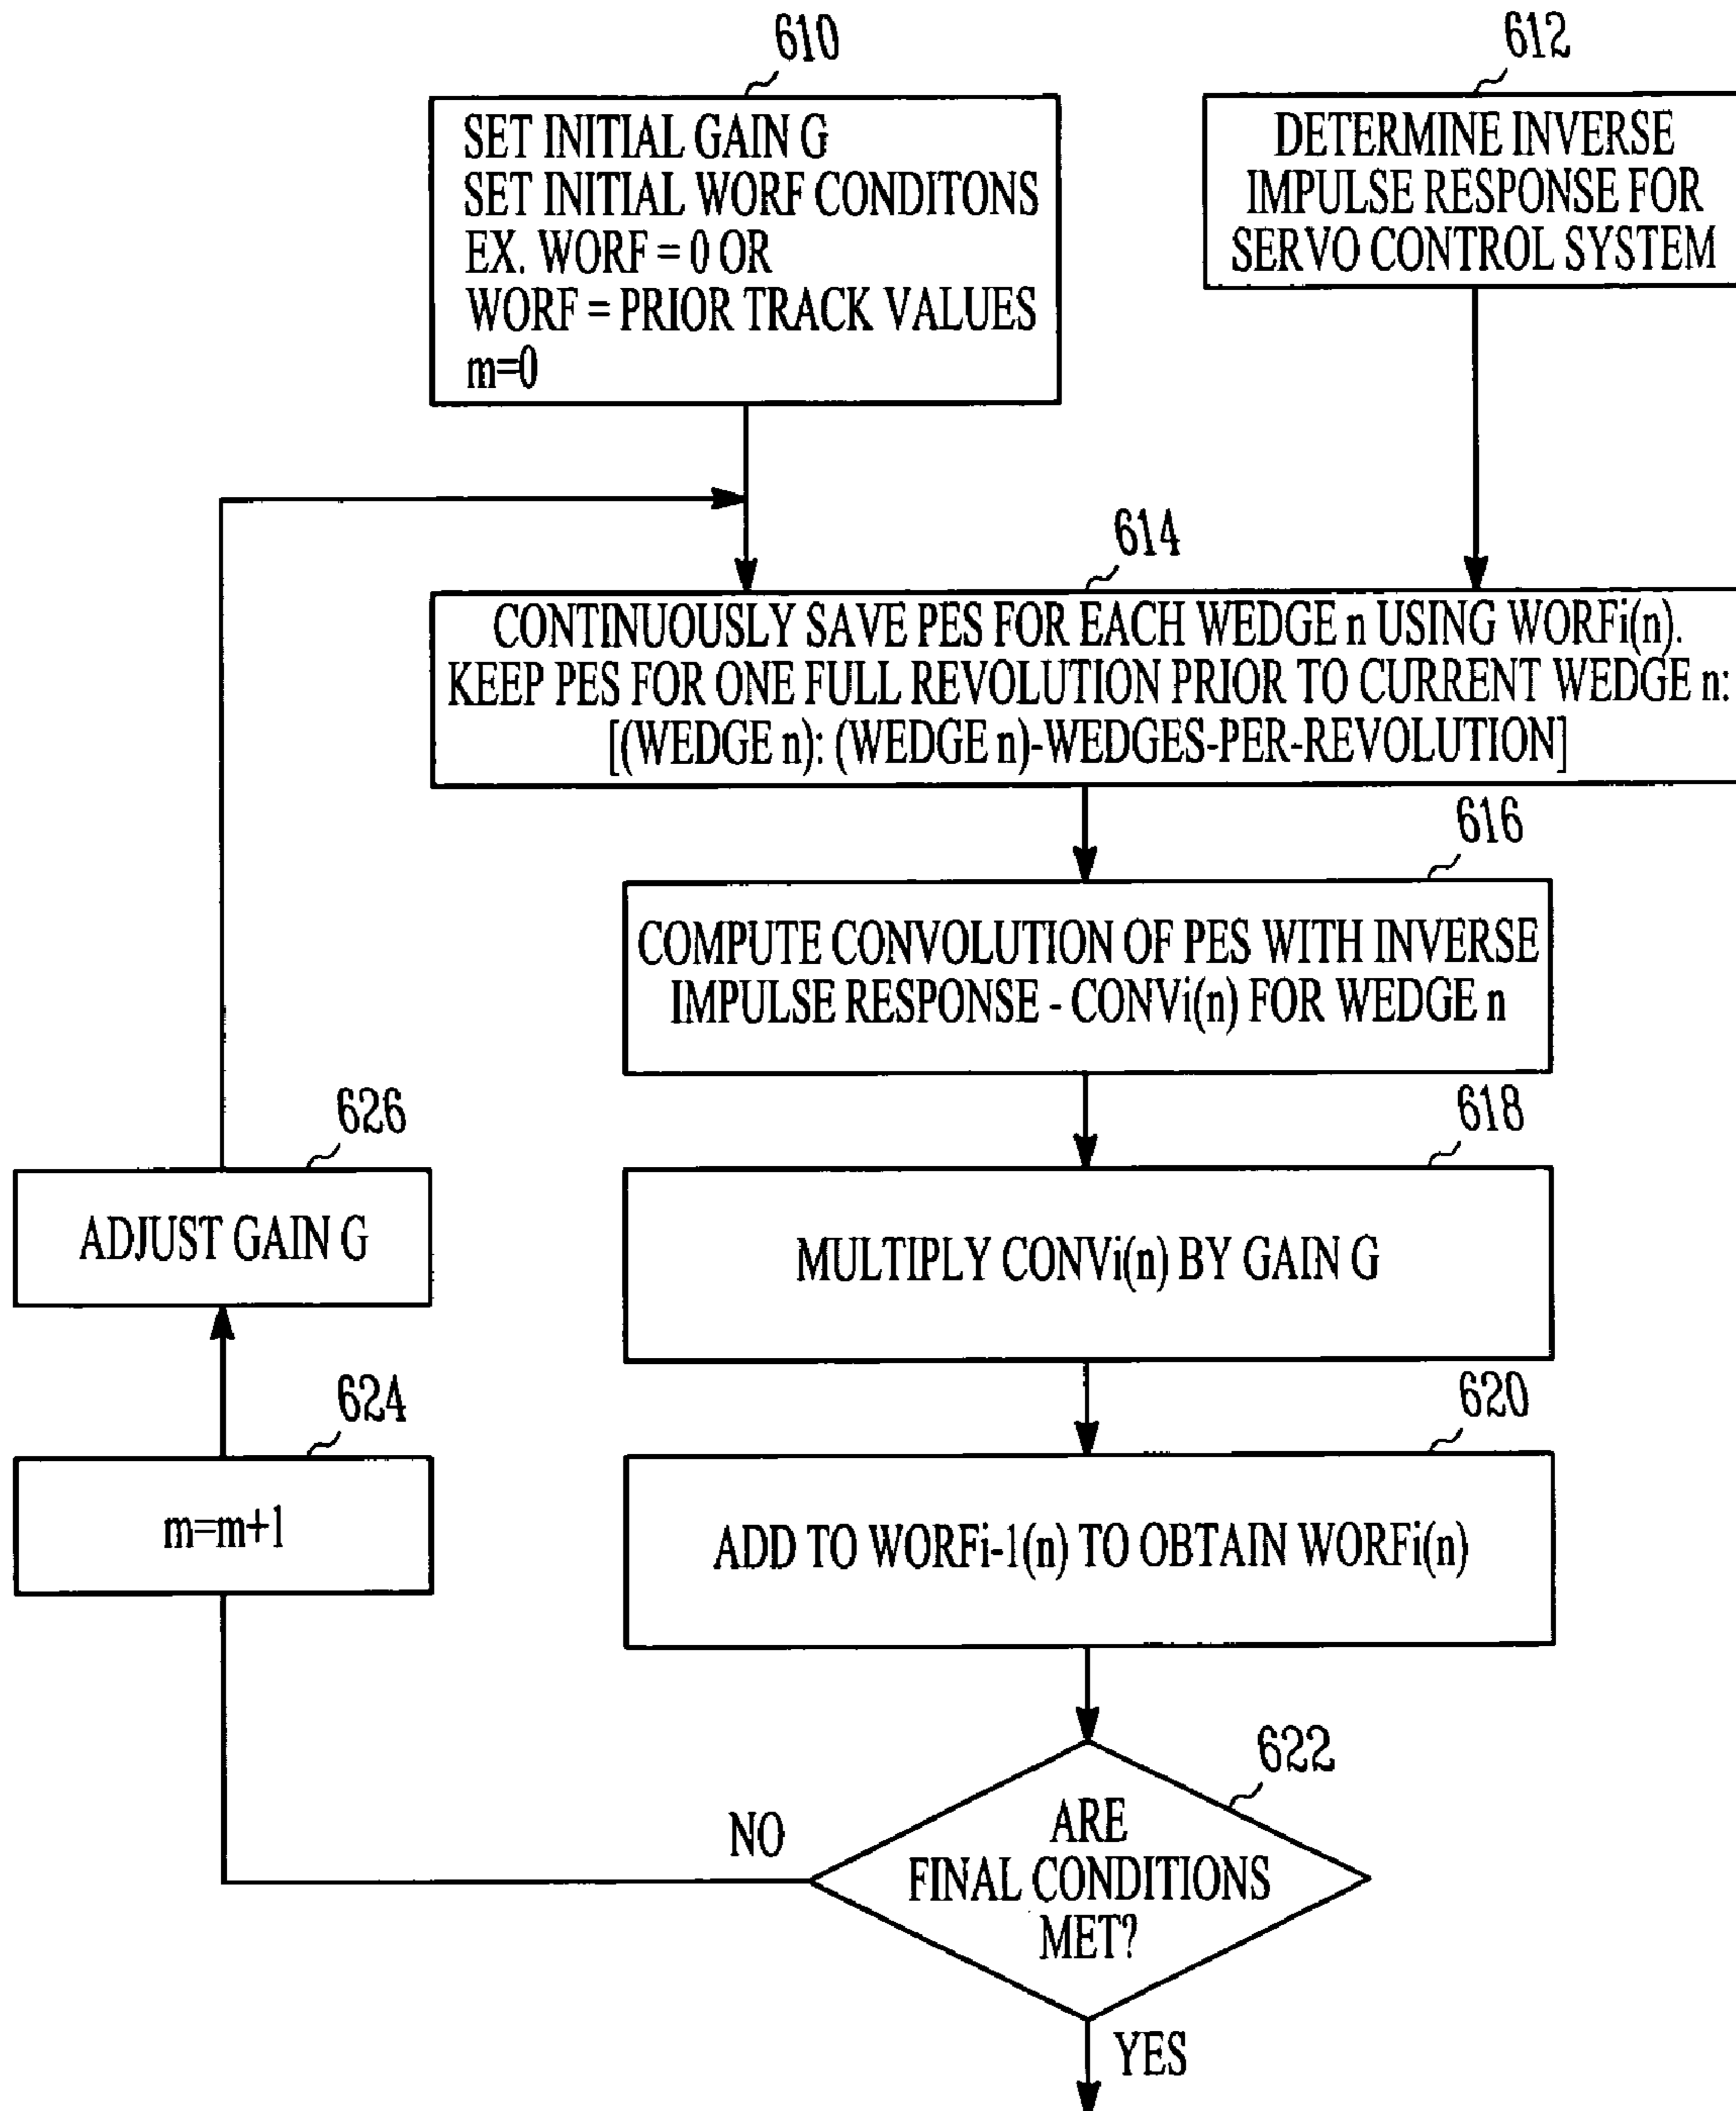 610
SET INITIAL GAIN G
SET INITIAL WORF CONDITONS
EX. WORF = 0 OR
WORF = PRIOR TRACK VALUES
m=0
612
DETERMINE INVERSE
IMPULSE RESPONSE FOR
SERVO CONTROL SYSTEM
614
CONTINUOUSLY SAVE PES FOR EACH WEDGE n USING WORFi(n).
KEEP PES FOR ONE FULL REVOLUTION PRIOR TO CURRENT WEDGE n:
[(WEDGE n): (WEDGE n)-WEDGES-PER-REVOLUTION]
616
COMPUTE CONVOLUTION OF PES WITH INVERSE
IMPULSE RESPONSE - CONVi(n) FOR WEDGE n
618
MULTIPLY CONVi(n) BY GAIN G
620
ADD TO WORFi-1(n) TO OBTAIN WORFi(n)
622
ARE
FINAL CONDITIONS
MET?
NO
YES
624
m=m+1
626
ADJUST GAIN G